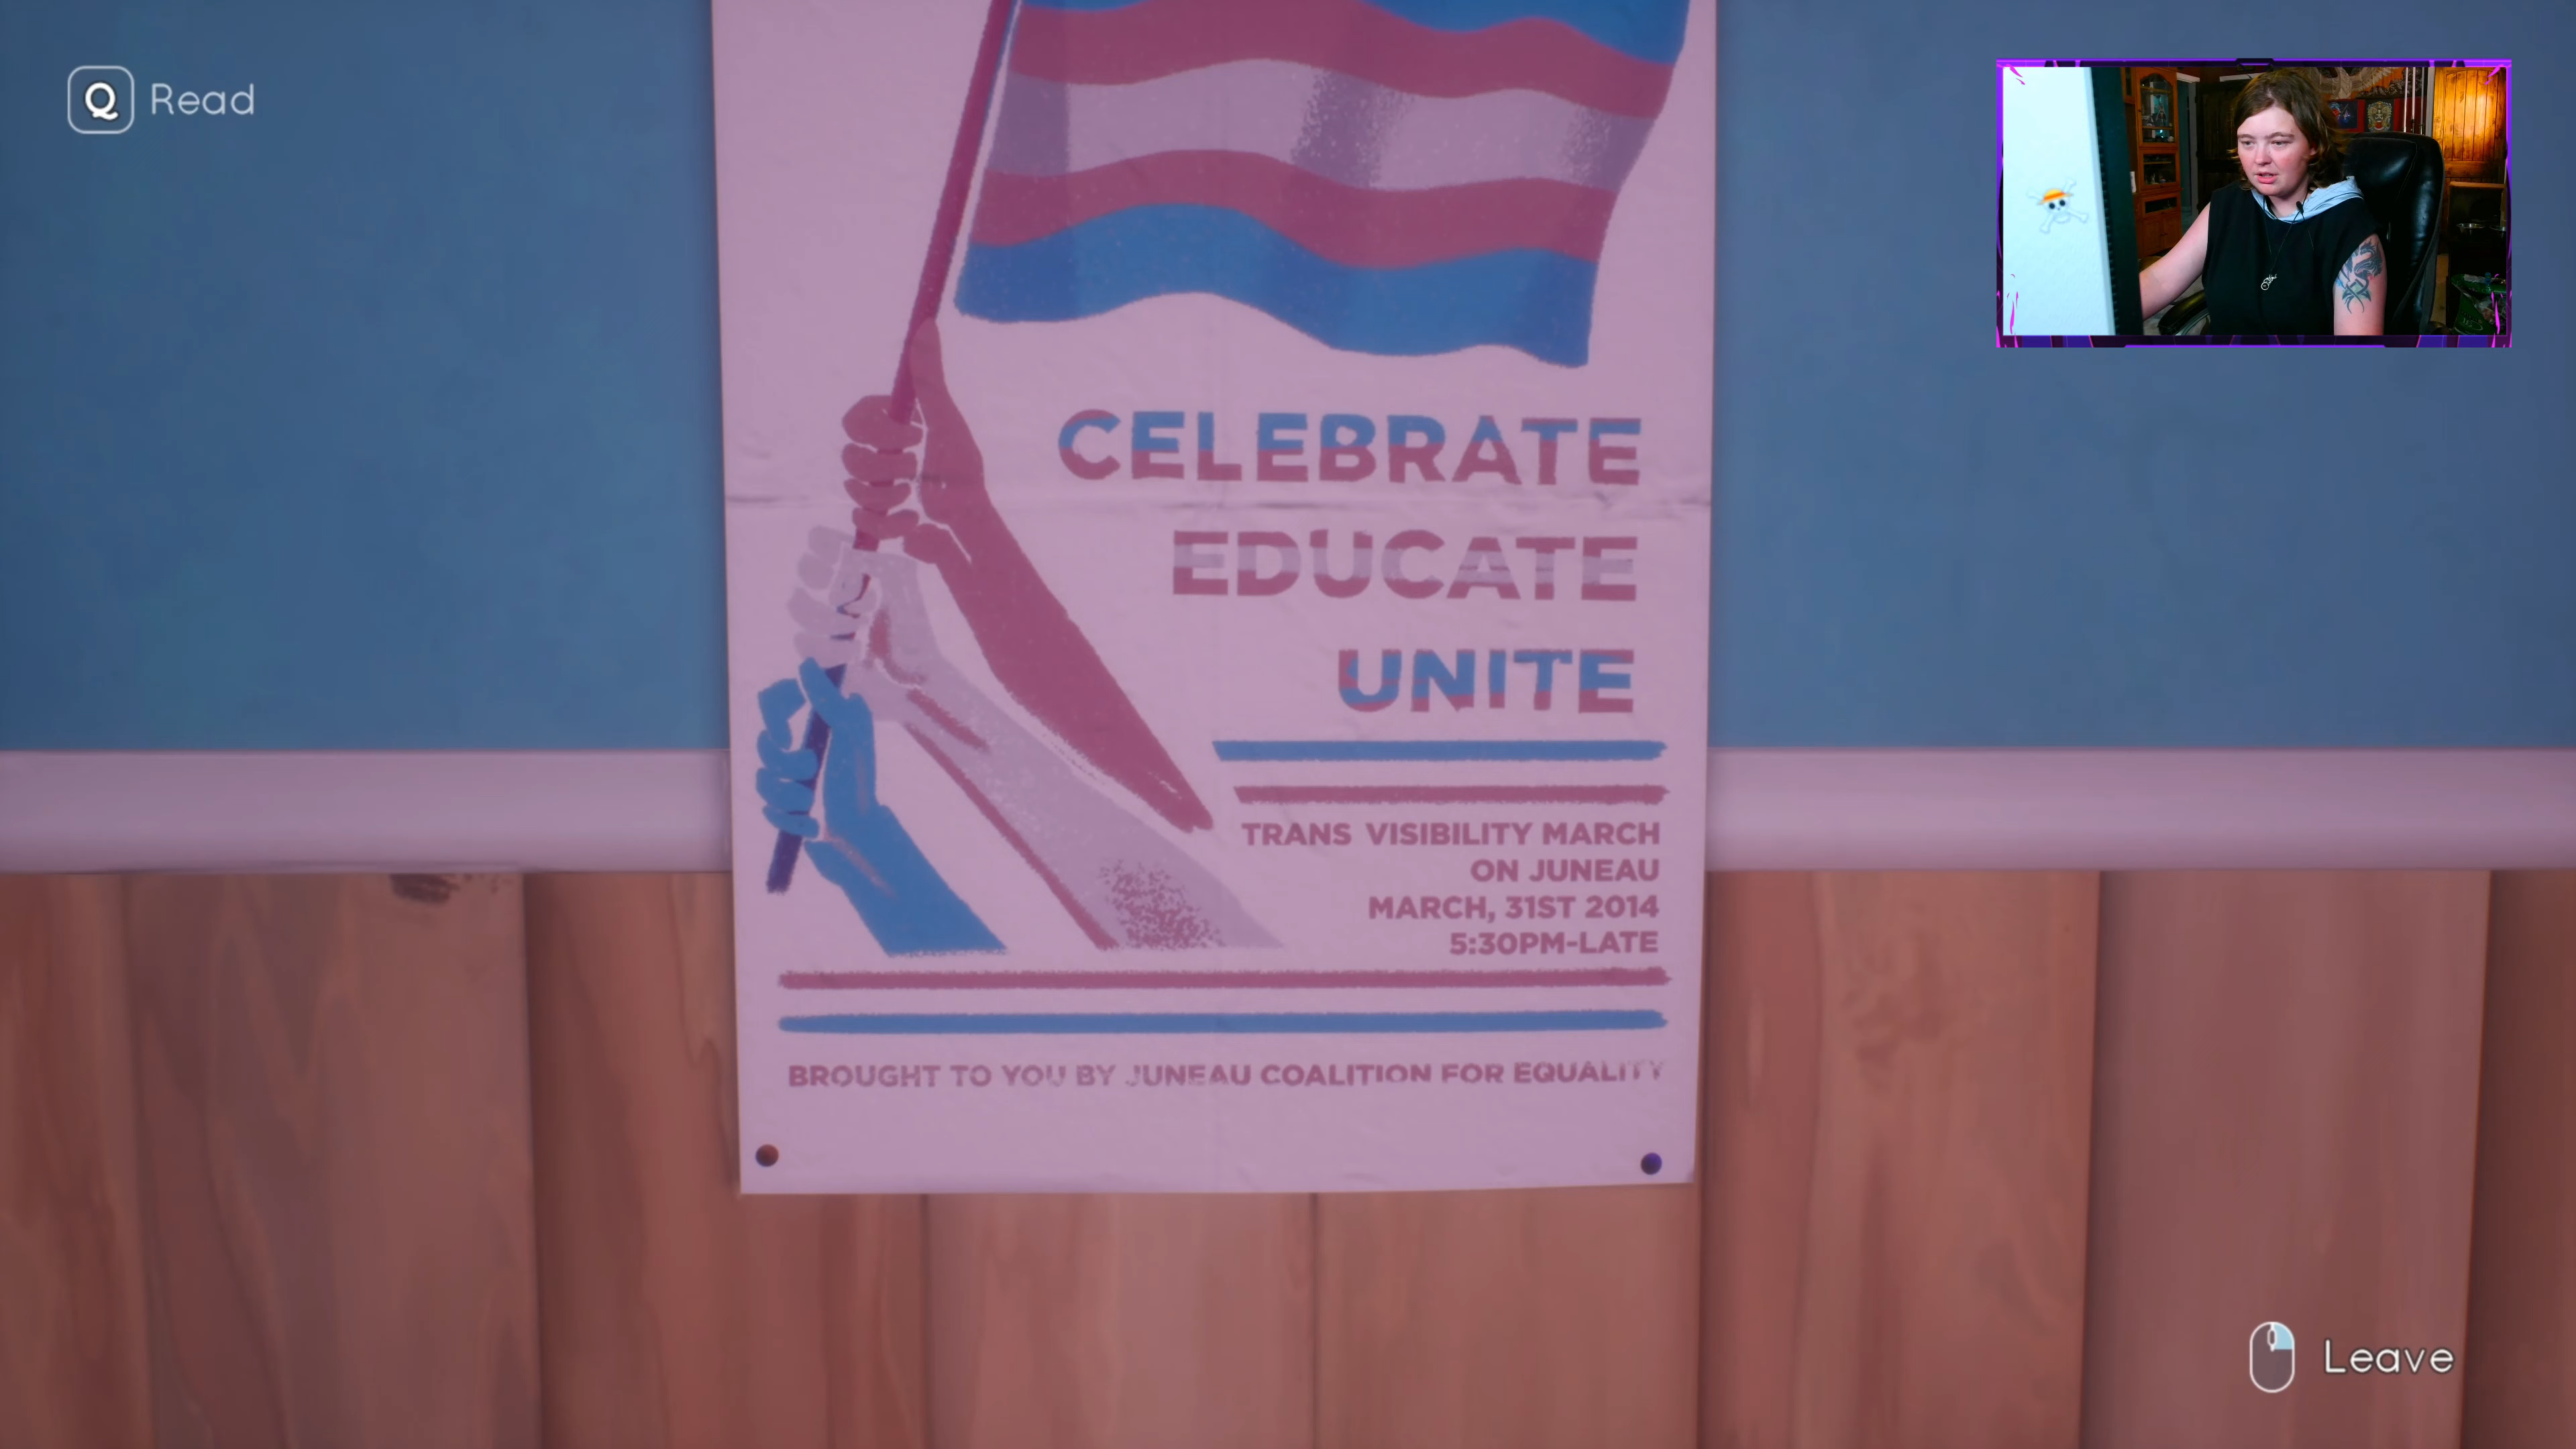 Q Read
CELEBRATE
EDUCATE
UNITE
TRANS VISIBILITY MARCH
ON JUNEAU
MARCH, 31ST 2014
5:30PM-LATE
BROUGHT TO YOU BY JUNEAU COALITION FOR EQUALITY
Leave